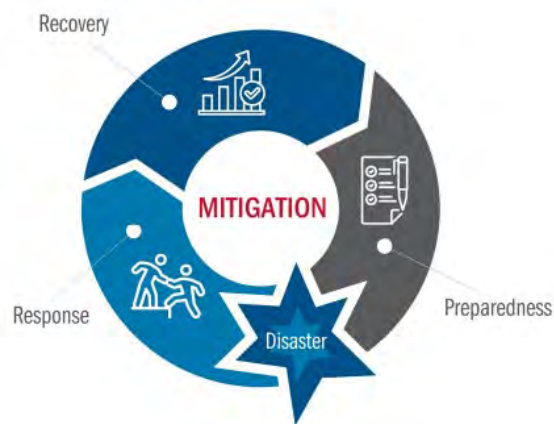 Recovery
MITIGATION
Response
Preparedness
Disaster